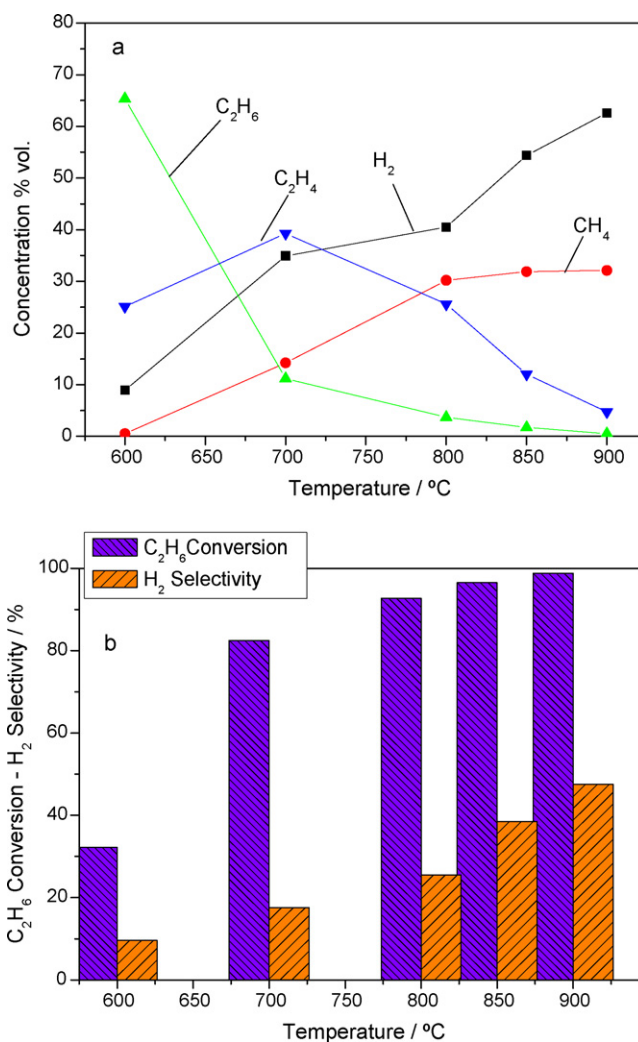 a
80
70
60
50
40
30
20
10
0
Concentration % vol.
C₂H₆
C₂H₄
H₂
CH₄
600 650 700 750 800 850 900
Temperature / ºC
C₂H₆Conversion
H₂ Selectivity
b
100
80
60
40
20
0
C₂H₆ Conversion - H₂ Selectivity / %
600 650 700 750 800 850 900
Temperature / ºC